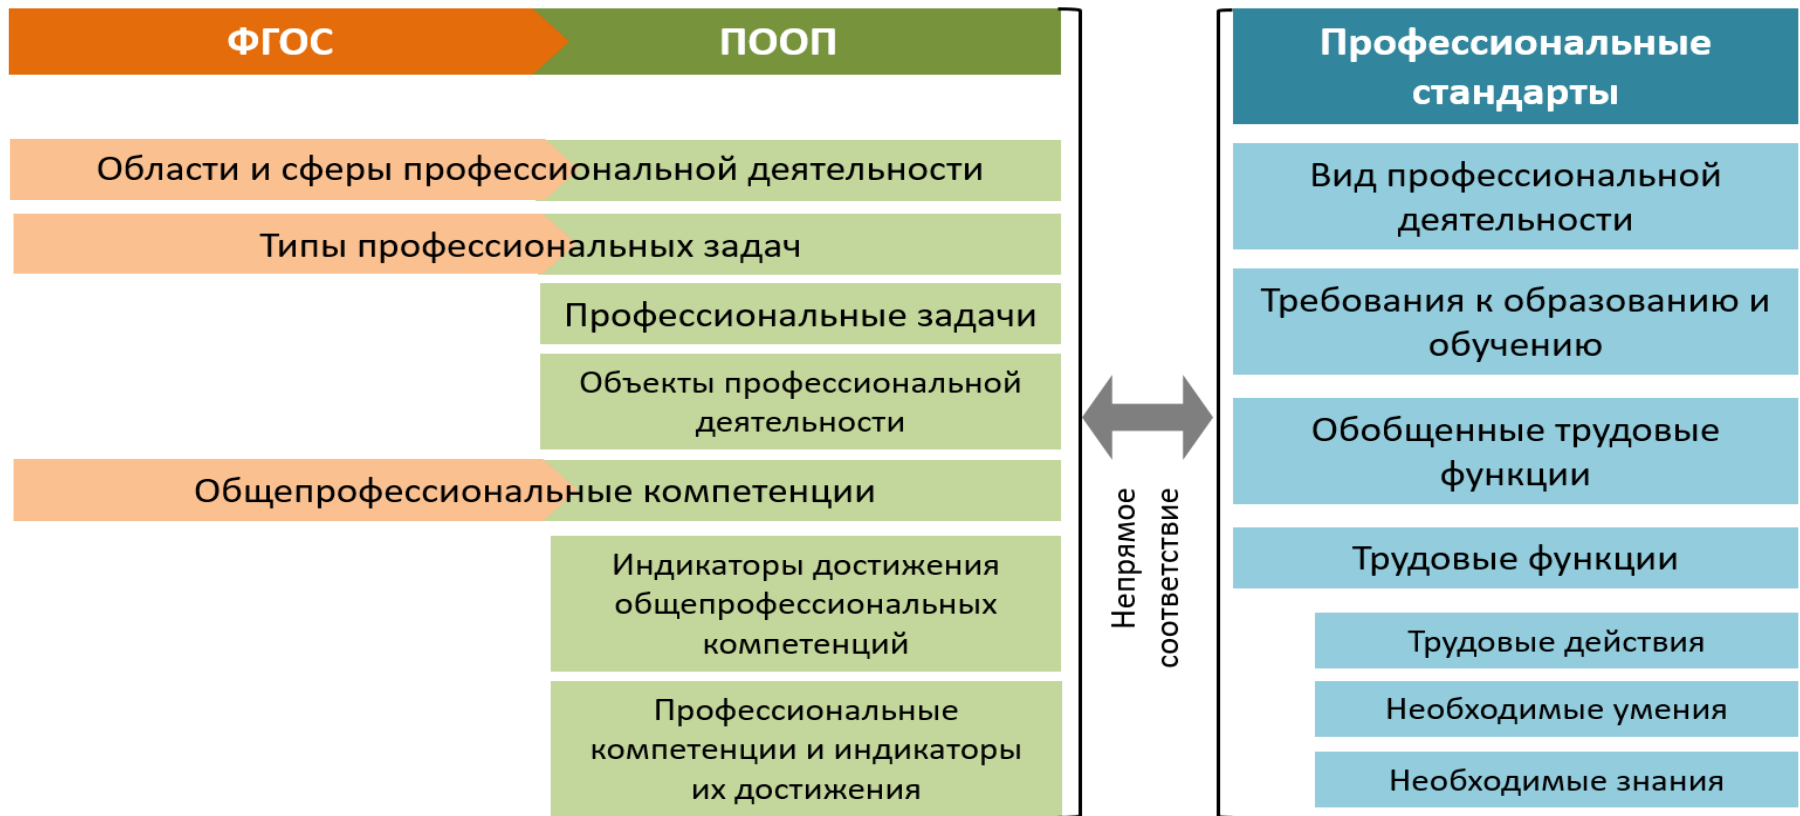 ФГОС
ПООП
Области и сферы профессиональной деятельности
Типы профессиональных задач
Профессиональные задачи
Объекты профессиональной
деятельности
Общепрофессиональные компетенции
Индикаторы достижения
общепрофессиональных
компетенций
Профессиональные
компетенции и индикаторы
их достижения
Непрямое
соответствие
Профессиональные
стандарты
Вид профессиональной
деятельности
Требования к образованию и
обучению
Обобщенные трудовые
функции
Трудовые функции
Трудовые действия
Необходимые умения
Необходимые знания